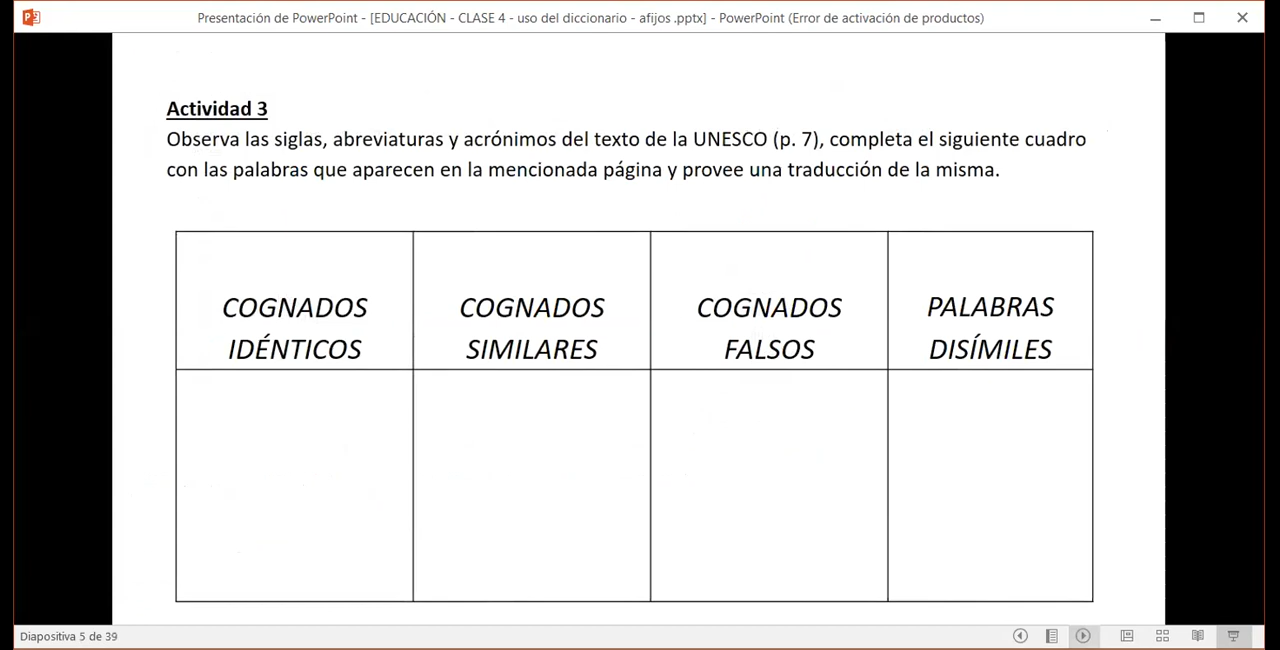 Presentación de PowerPoint - [EDUCACIÓN - CLASE 4 - uso del diccionario - afijos .pptx] - PowerPoint (Error de activación de productos)
Actividad 3
Observa las siglas, abreviaturas y acrónimos del texto de la UNESCO (p. 7), completa el siguiente cuadro
con las palabras que aparecen en la mencionada página y provee una traducción de la misma.
COGNADOS
IDÉNTICOS
COGNADOS
SIMILARES
COGNADOS
FALSOS
PALABRAS
DISÍMILES
Diapositiva 5 de 39